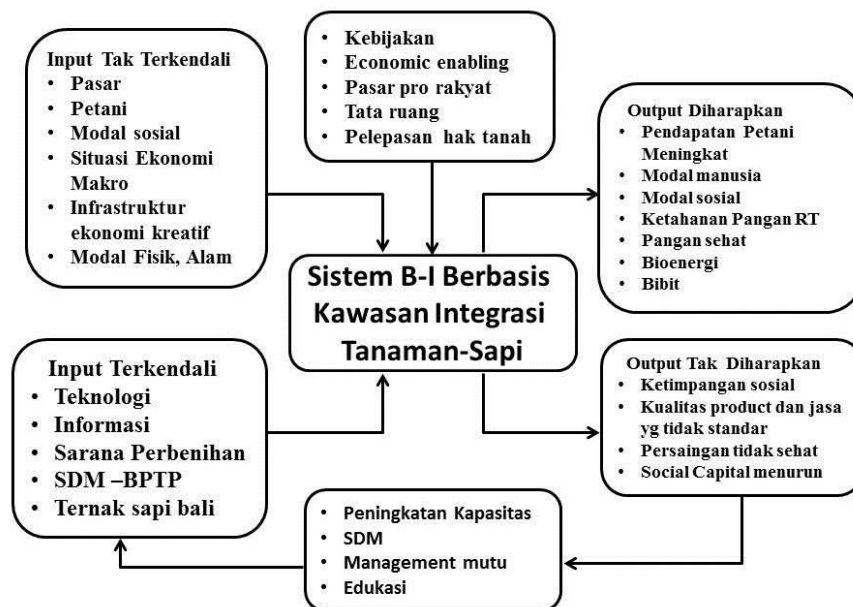 Input Tak Terkendali
• Pasar
• Petani
• Modal sosial
• Situasi Ekonomi
Makro
• Infrastruktur
ekonomi kreatif
• Modal Fisik, Alam
• Kebijakan
• Economic enabling
• Pasar pro rakyat
• Tata ruang
• Pelepasan hak tanah
Output Diharapkan
• Pendapatan Petani
Meningkat
• Modal manusia
• Modal sosial
• Ketahanan Pangan RT
• Pangan sehat
• Bioenergi
• Bibit
Sistem B-I Berbasis
Kawasan Integrasi
Tanaman-Sapi
Input Terkendali
• Teknologi
• Informasi
• Sarana Perbenihan
• SDM –BPTP
• Ternak sapi bali
Output Tak Diharapkan
• Ketimpangan sosial
• Kualitas product dan jasa
yg tidak standar
• Persaingan tidak sehat
• Social Capital menurun
• Peningkatan Kapasitas
• SDM
• Management mutu
• Edukasi